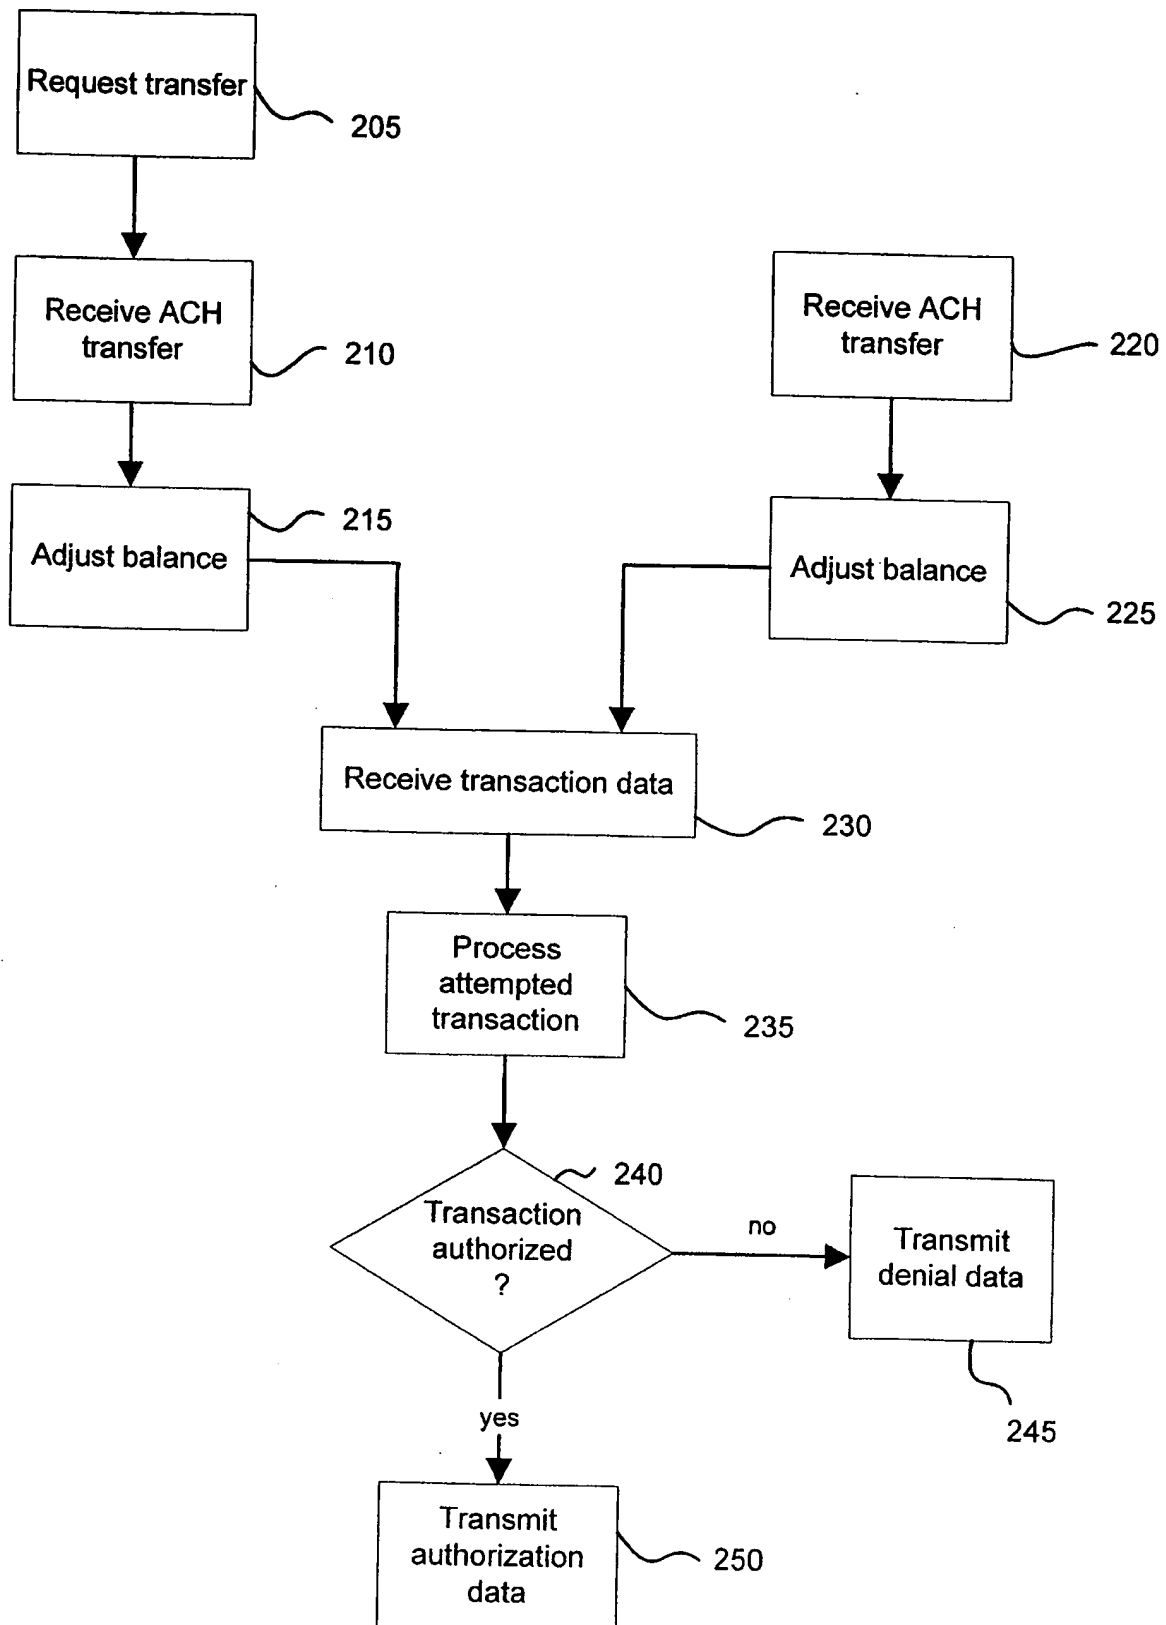 Request transfer
205
Receive ACH
transfer
210
Receive ACH
transfer
220
Adjust balance
215
Adjust balance
225
Receive transaction data
230
Process
attempted
transaction
235
Transaction
authorized
?
240
no
Transmit
denial data
245
yes
Transmit
authorization
data
250